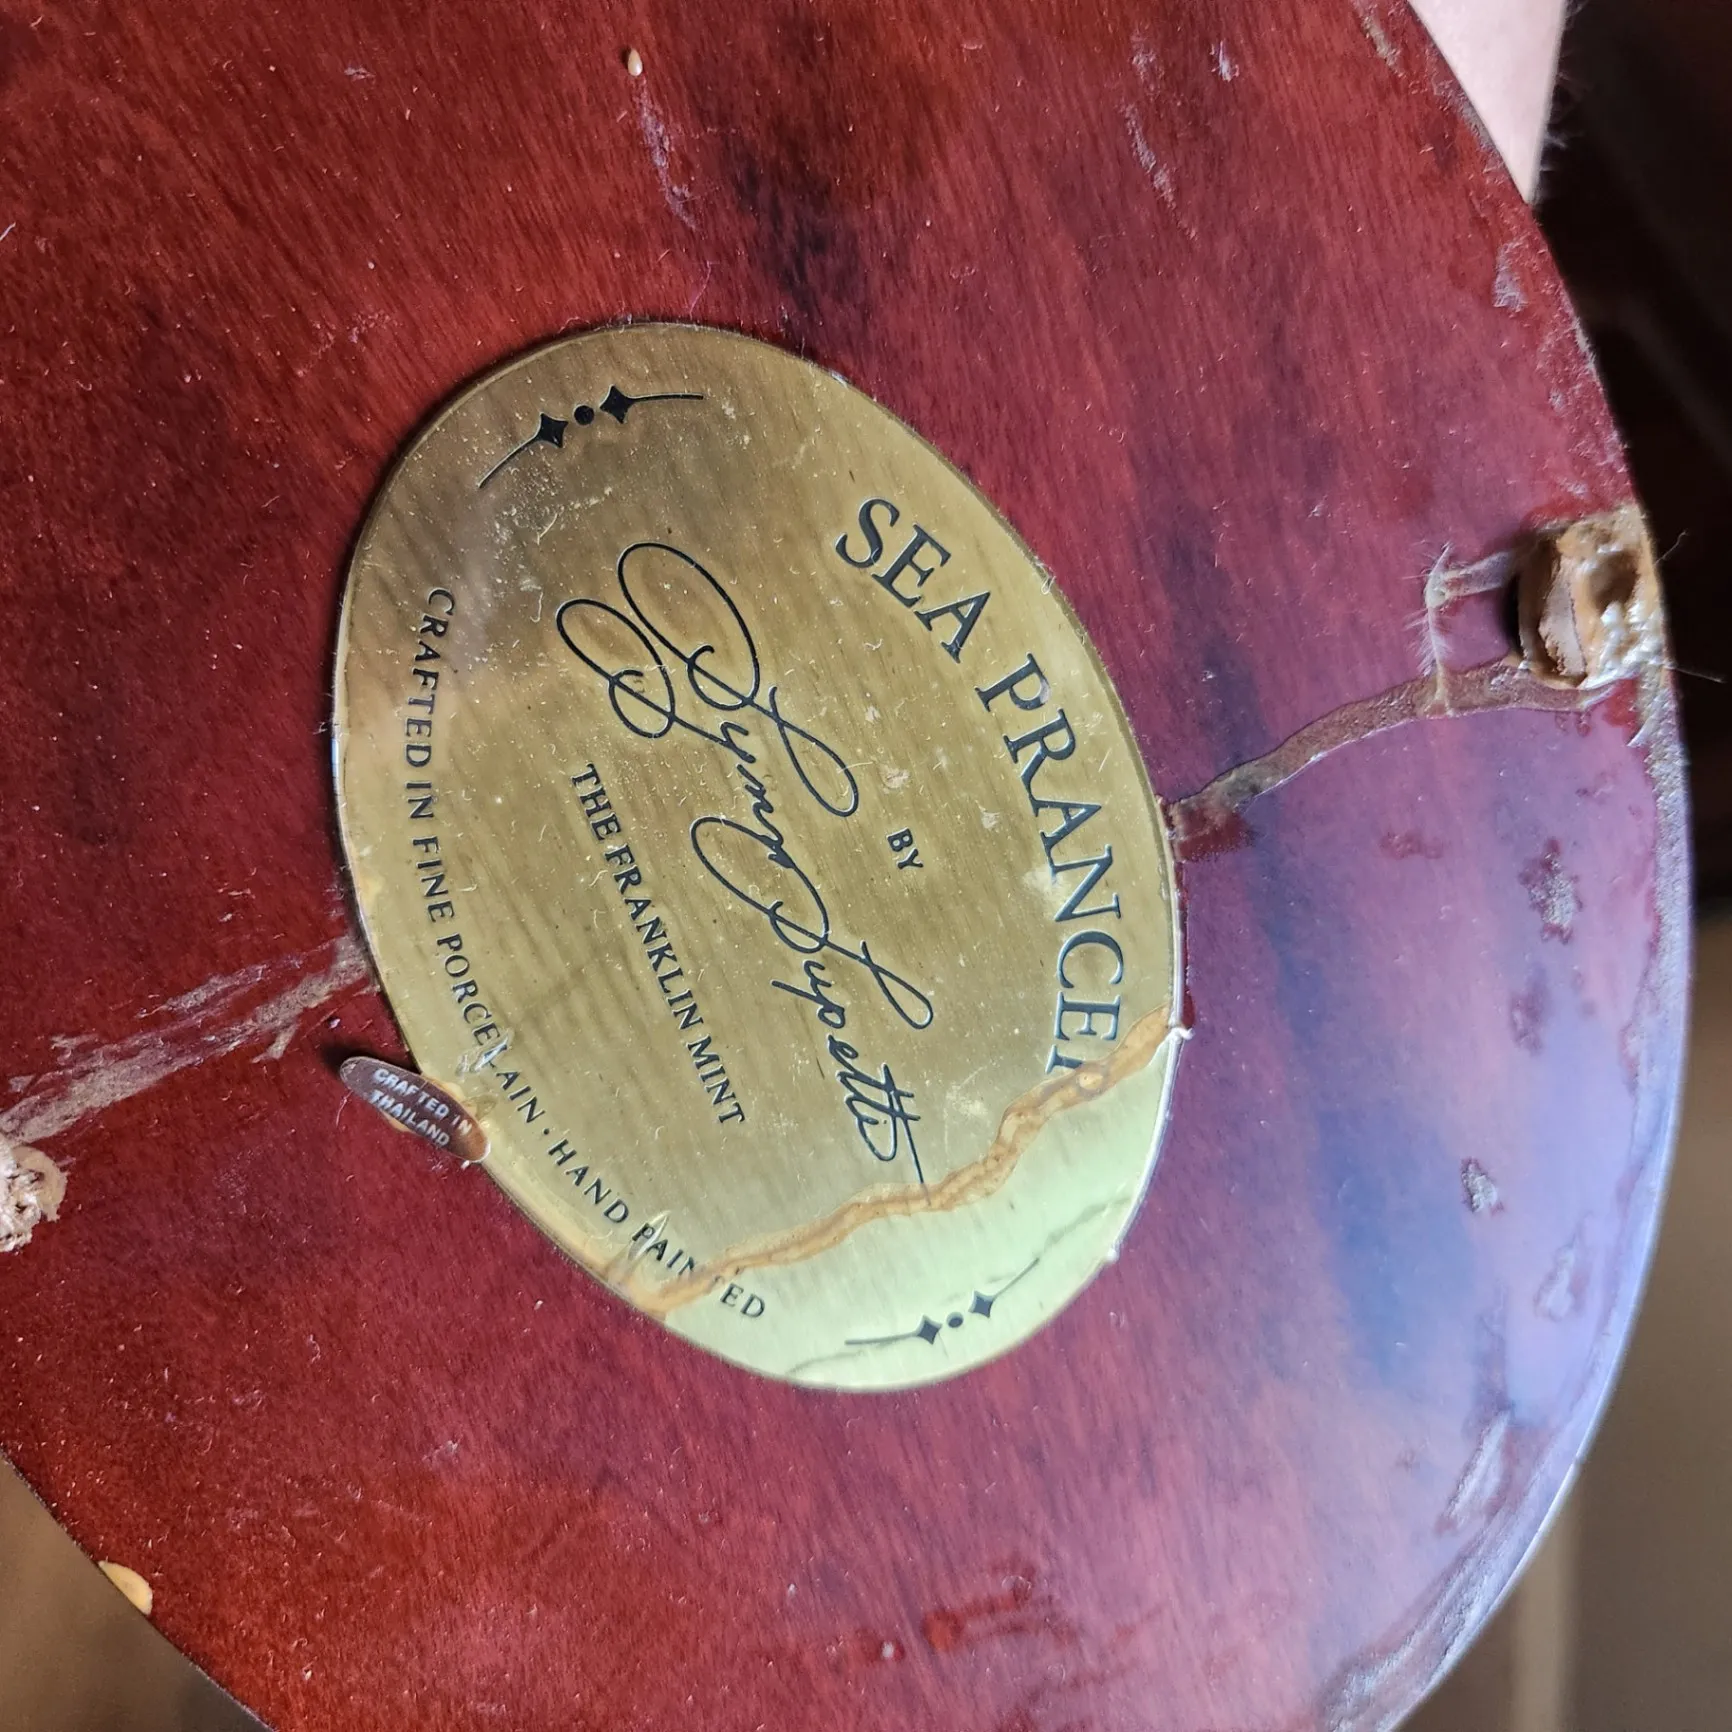 SEA PRANCER
BY
Lynn Lupetti
THE FRANKLIN MINT
CRAFTED IN FINE PORCELAIN · HAND PAINTED
CRAFTED IN
THAILAND